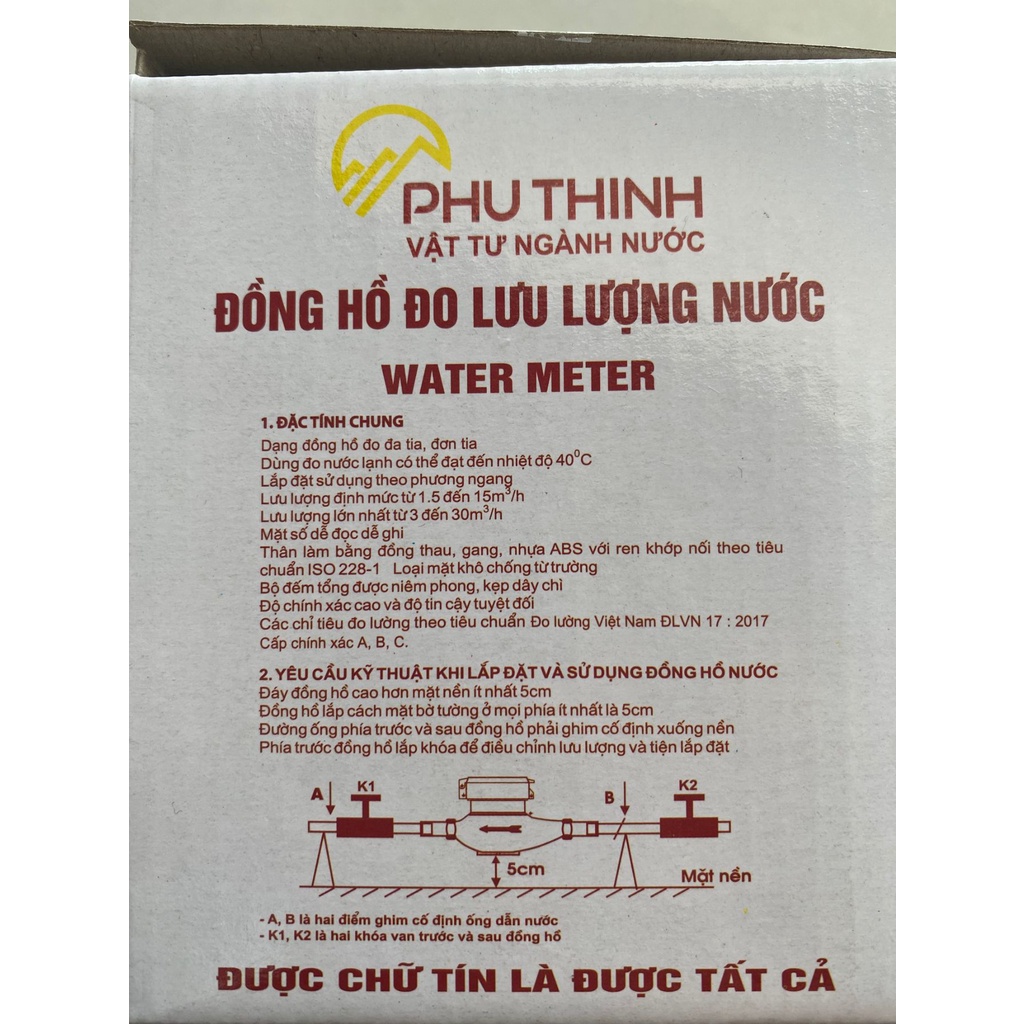 PHU THINH
VẬT TƯ NGÀNH NƯỚC
ĐỒNG HỒ ĐO LƯU LƯỢNG NƯỚC
WATER METER
1. ĐẶC TÍNH CHUNG
Dạng đồng hồ đo đa tia, đơn tia
Dùng đo nước lạnh có thể đạt đến nhiệt độ 40⁰C
Lắp đặt sử dụng theo phương ngang
Lưu lượng định mức từ 1.5 đến 15m³/h
Lưu lượng lớn nhất từ 3 đến 30m³/h
Mặt số dễ đọc dễ ghi
Thân làm bằng đồng thau, gang, nhựa ABS với ren khớp nối theo tiêu
chuẩn ISO 228-1 Loại mặt khô chống từ trường
Bộ đếm tổng được niêm phong, kẹp dây chì
Độ chính xác cao và độ tin cậy tuyệt đối
Các chỉ tiêu đo lường theo tiêu chuẩn Đo lường Việt Nam ĐLVN 17 : 2017
Cấp chính xác A, B, C.
2. YÊU CẦU KỸ THUẬT KHI LẮP ĐẶT VÀ SỬ DỤNG ĐỒNG HỒ NƯỚC
Đáy đồng hồ cao hơn mặt nền ít nhất 5cm
Đồng hồ lắp cách mặt bờ tường ở mọi phía ít nhất là 5cm
Đường ống phía trước và sau đồng hồ phải ghim cố định xuống nền
Phía trước đồng hồ lắp khóa để điều chỉnh lưu lượng và tiện lắp đặt .
A K1 B K2
5cm Mặt nền
- A, B là hai điểm ghim cố định ống dẫn nước
- K1, K2 là hai khóa van trước và sau đồng hồ
ĐƯỢC CHỮ TÍN LÀ ĐƯỢC TẤT CẢ